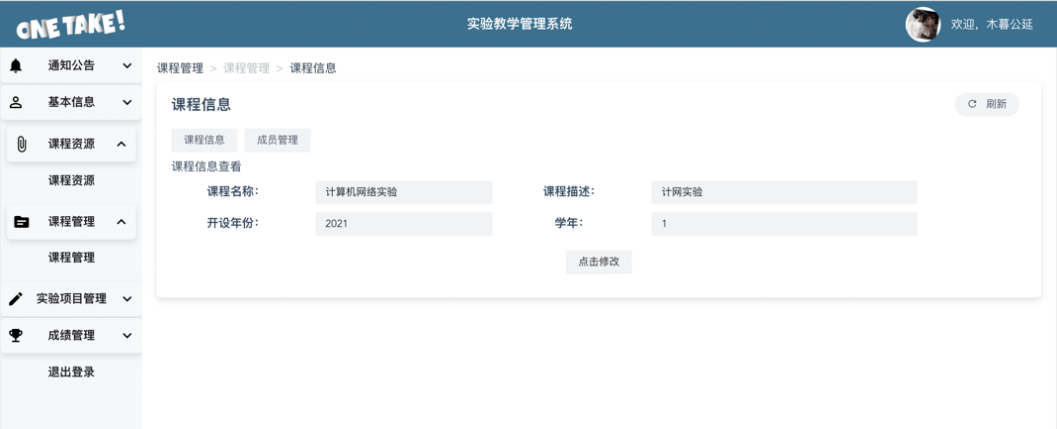 ONE TAKE!
实验教学管理系统
欢迎，木暮公延
通知公告
基本信息
课程资源
课程资源
课程管理
课程管理
实验项目管理
成绩管理
退出登录
课程管理 > 课程管理 > 课程信息
课程信息
刷新
课程信息 成员管理
课程信息查看
课程名称： 计算机网络实验 课程描述： 计网实验
开设年份： 2021 学年： 1
点击修改